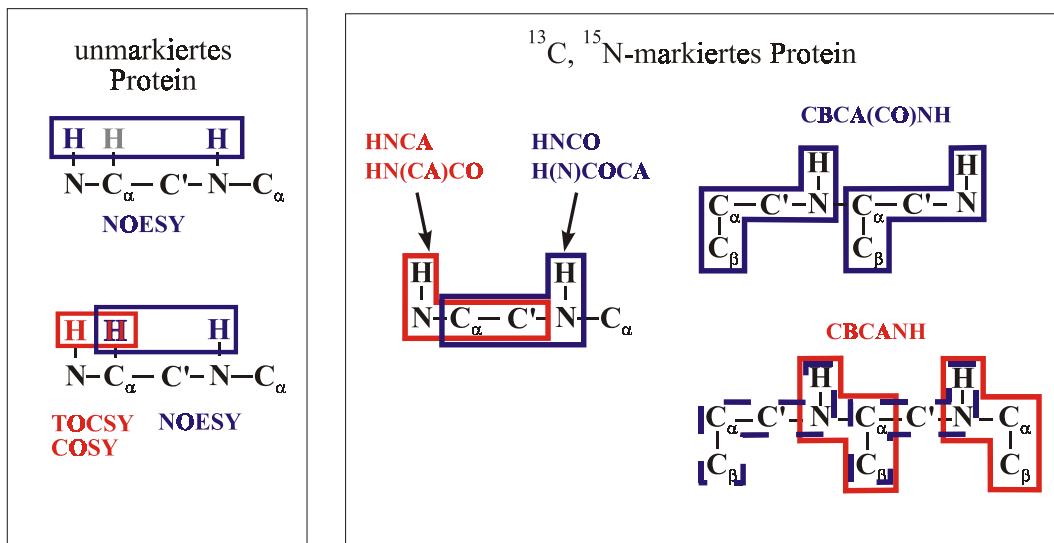 unmarkiertes
Protein
H H H
N–Cα–C'–N–Cα
NOESY
H H H
N–Cα–C'–N–Cα
TOCSY NOESY
COSY
¹³C, ¹⁵N-markiertes Protein
HNCA
HN(CA)CO
HNCO
H(N)COCA
H H
N–Cα–C'–N–Cα
CBCA(CO)NH
H H
Cα–C'–N–Cα–C'–N
Cβ Cβ
CBCANH
H H
Cα–C'–N–Cα–C'–N–Cα
Cβ Cβ Cβ